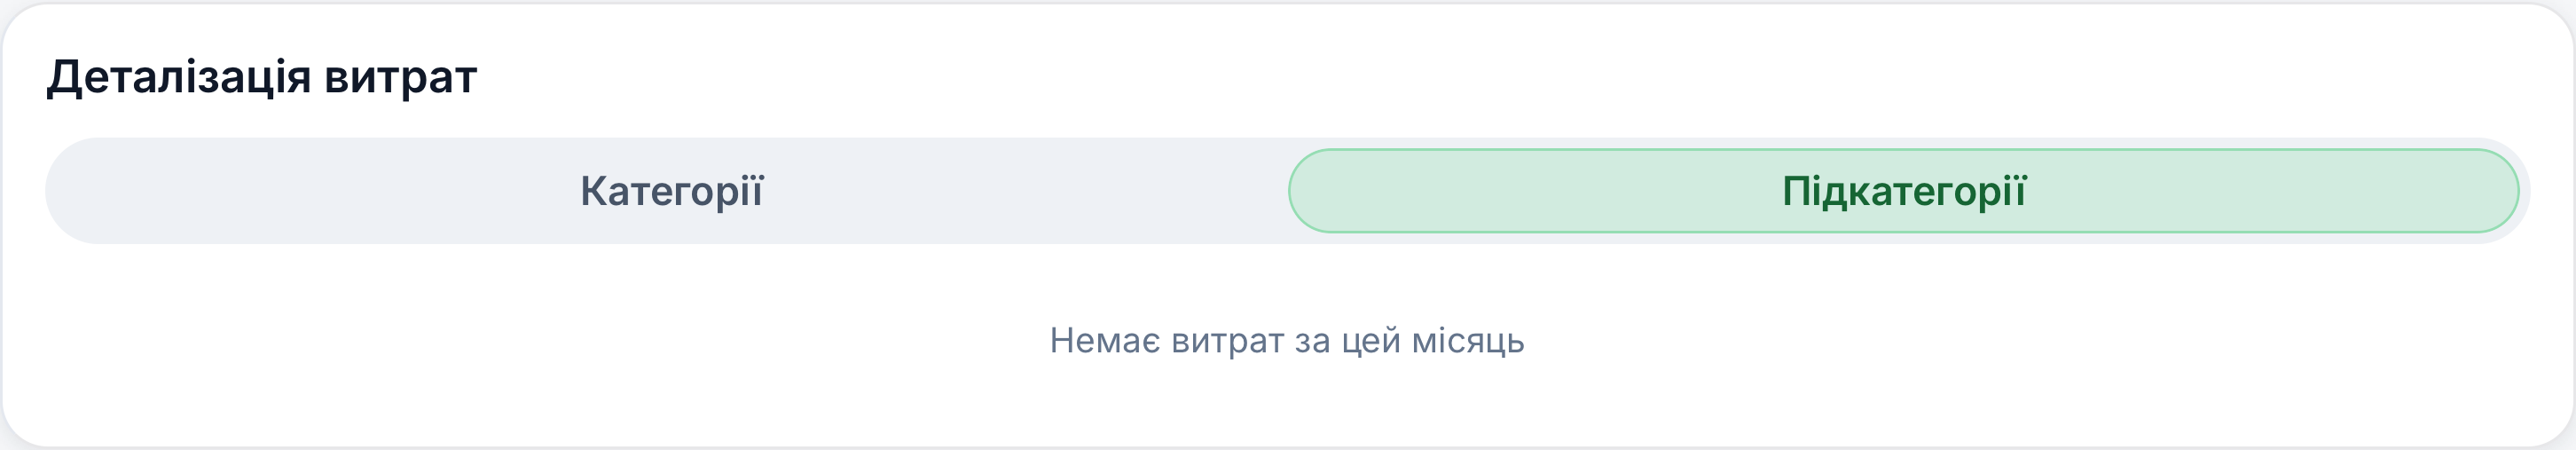 Деталізація витрат
Категорії
Підкатегорії
Немає витрат за цей місяць